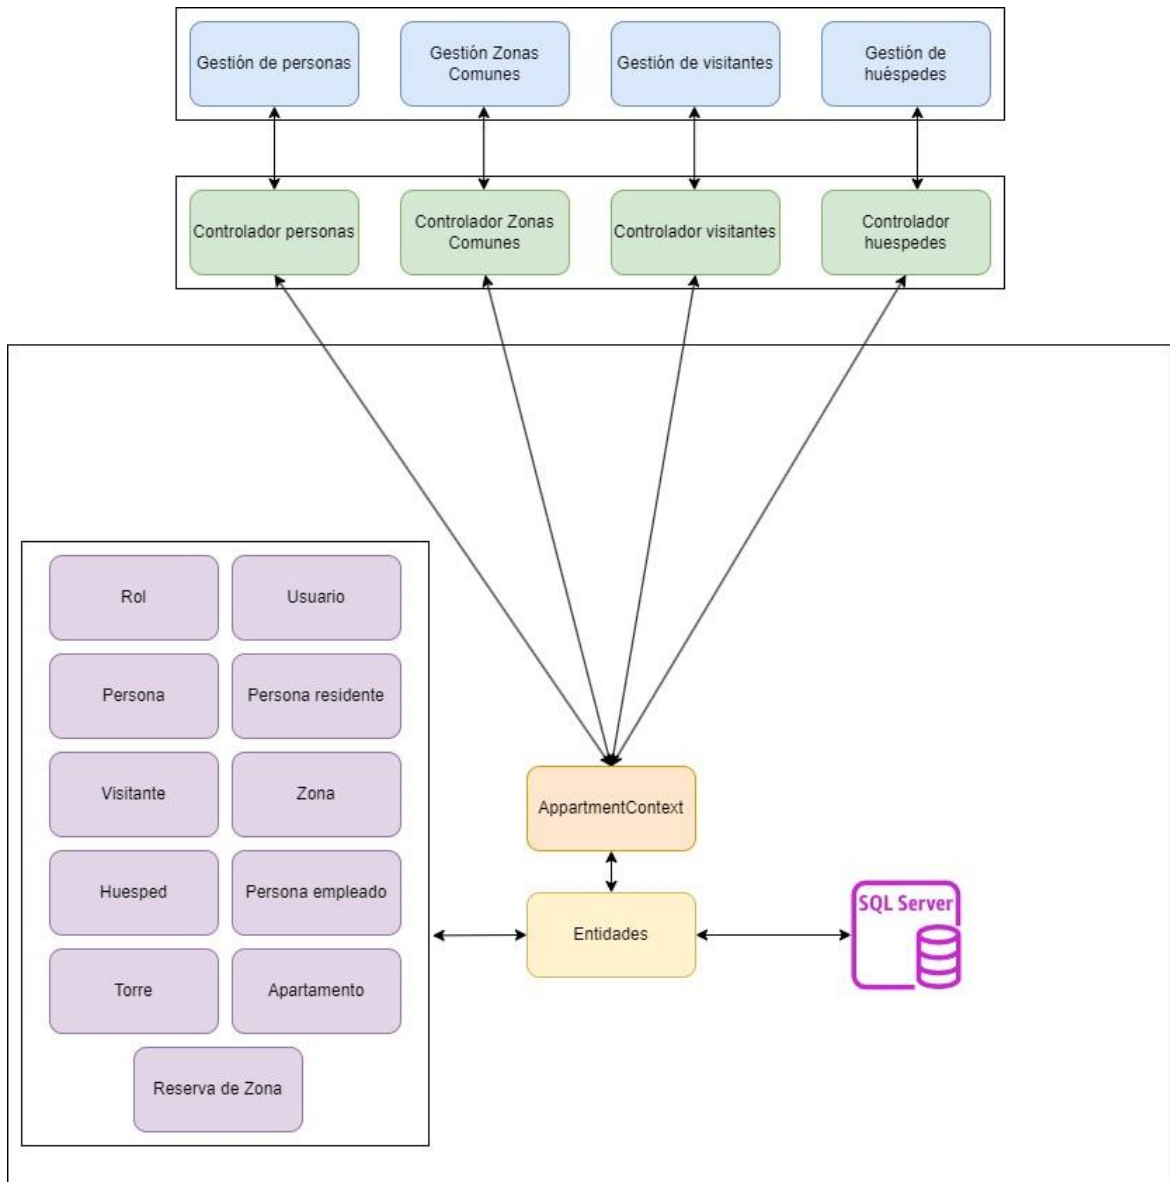 Gestión de personas
Gestión Zonas
Comunes
Gestión de visitantes
Gestión de
huéspedes
Controlador personas
Controlador Zonas
Comunes
Controlador visitantes
Controlador
huespedes
Rol
Usuario
Persona
Persona residente
Visitante
Zona
Huesped
Persona empleado
Torre
Apartamento
Reserva de Zona
AppartmentContext
Entidades
SQL Server